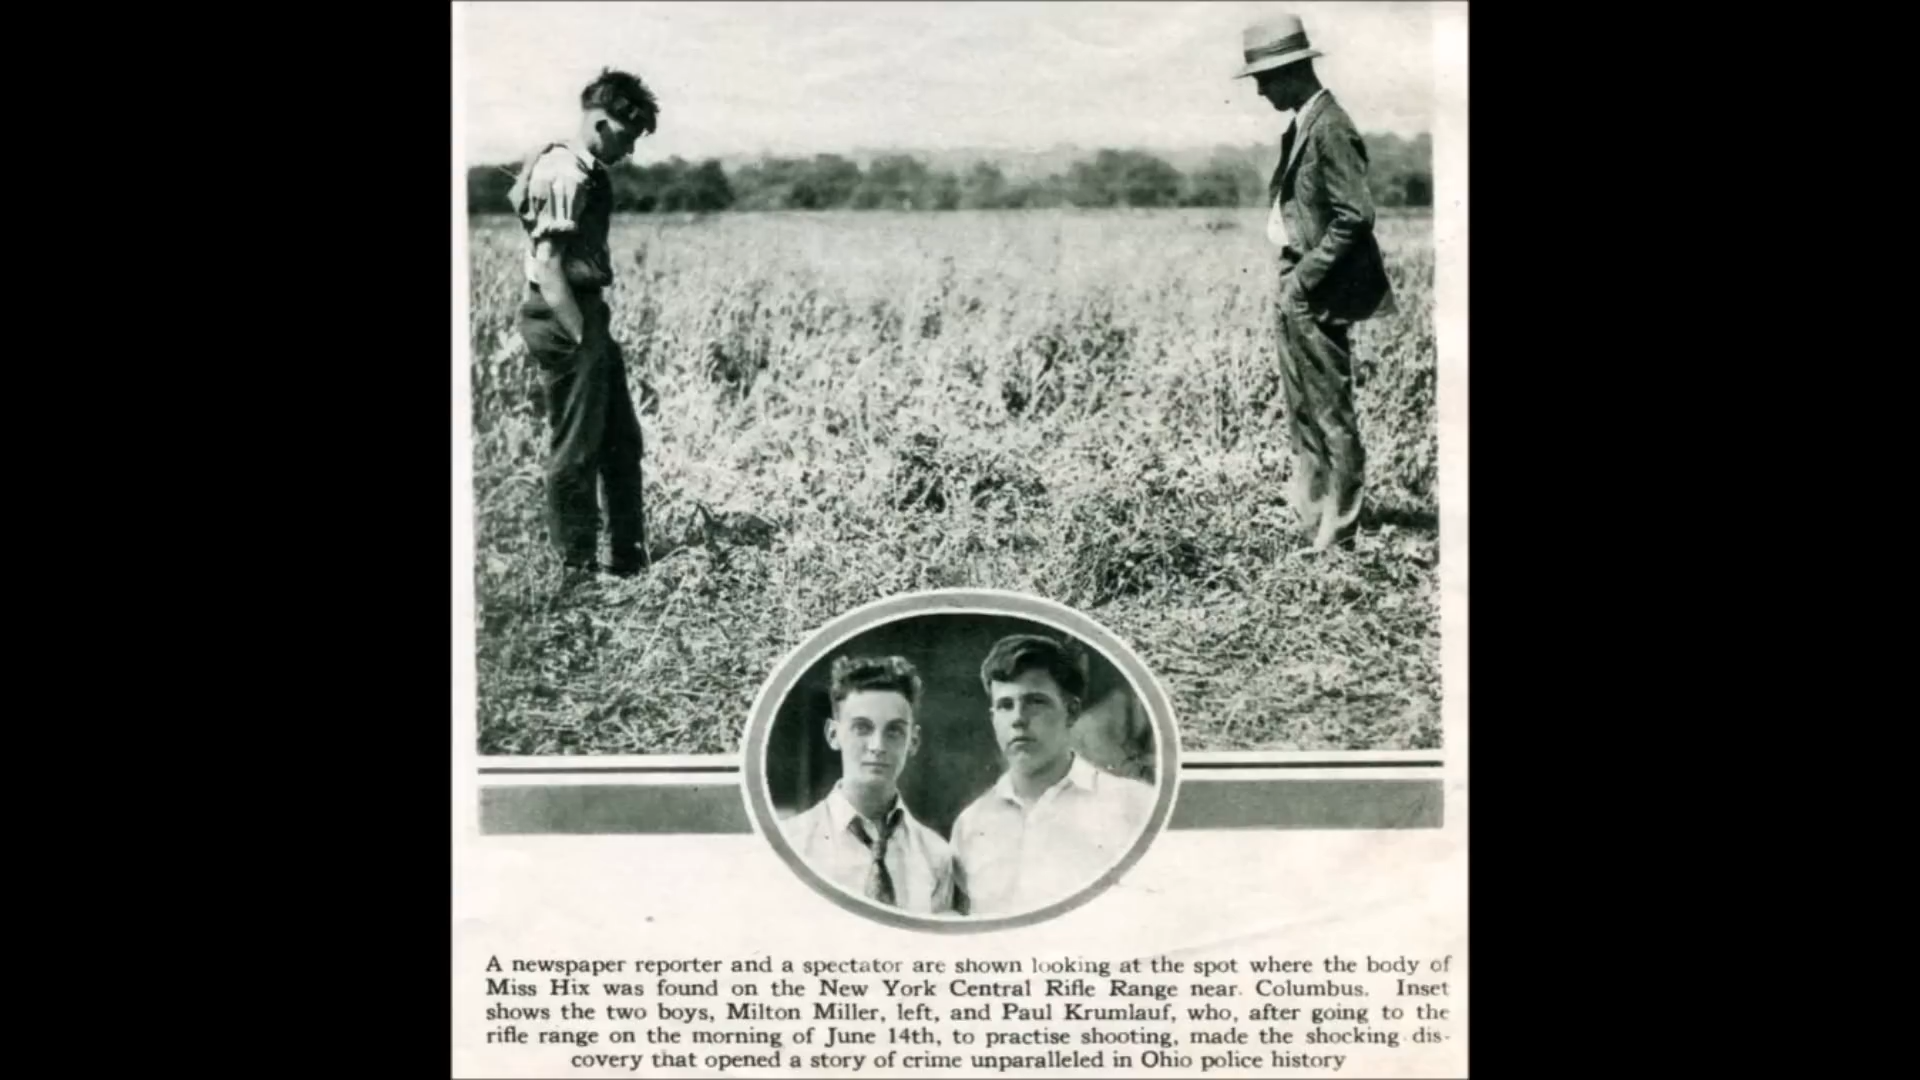 A newspaper reporter and a spectator are shown looking at the spot where the body of
Miss Hix was found on the New York Central Rifle Range near Columbus. Inset
shows the two boys, Milton Miller, left, and Paul Krumlauf, who, after going to the
rifle range on the morning of June 14th, to practise shooting, made the shocking dis-
covery that opened a story of crime unparalleled in Ohio police history